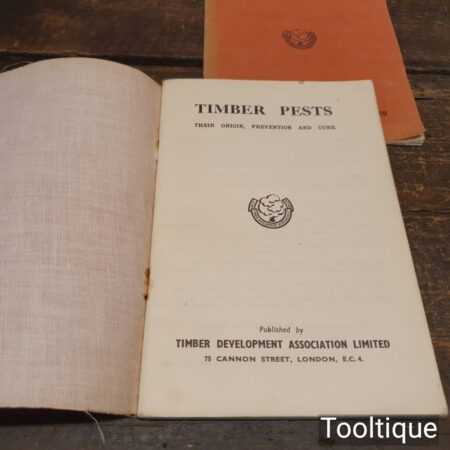 TIMBER PESTS
THEIR ORIGIN, PREVENTION AND CURE
Published by
TIMBER DEVELOPMENT ASSOCIATION LIMITED
75 CANNON STREET, LONDON, E.C. 4.
Tooltique